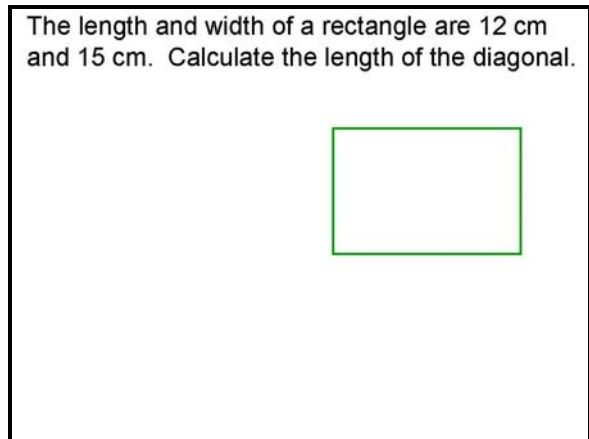 The length and width of a rectangle are 12 cm
and 15 cm.  Calculate the length of the diagonal.